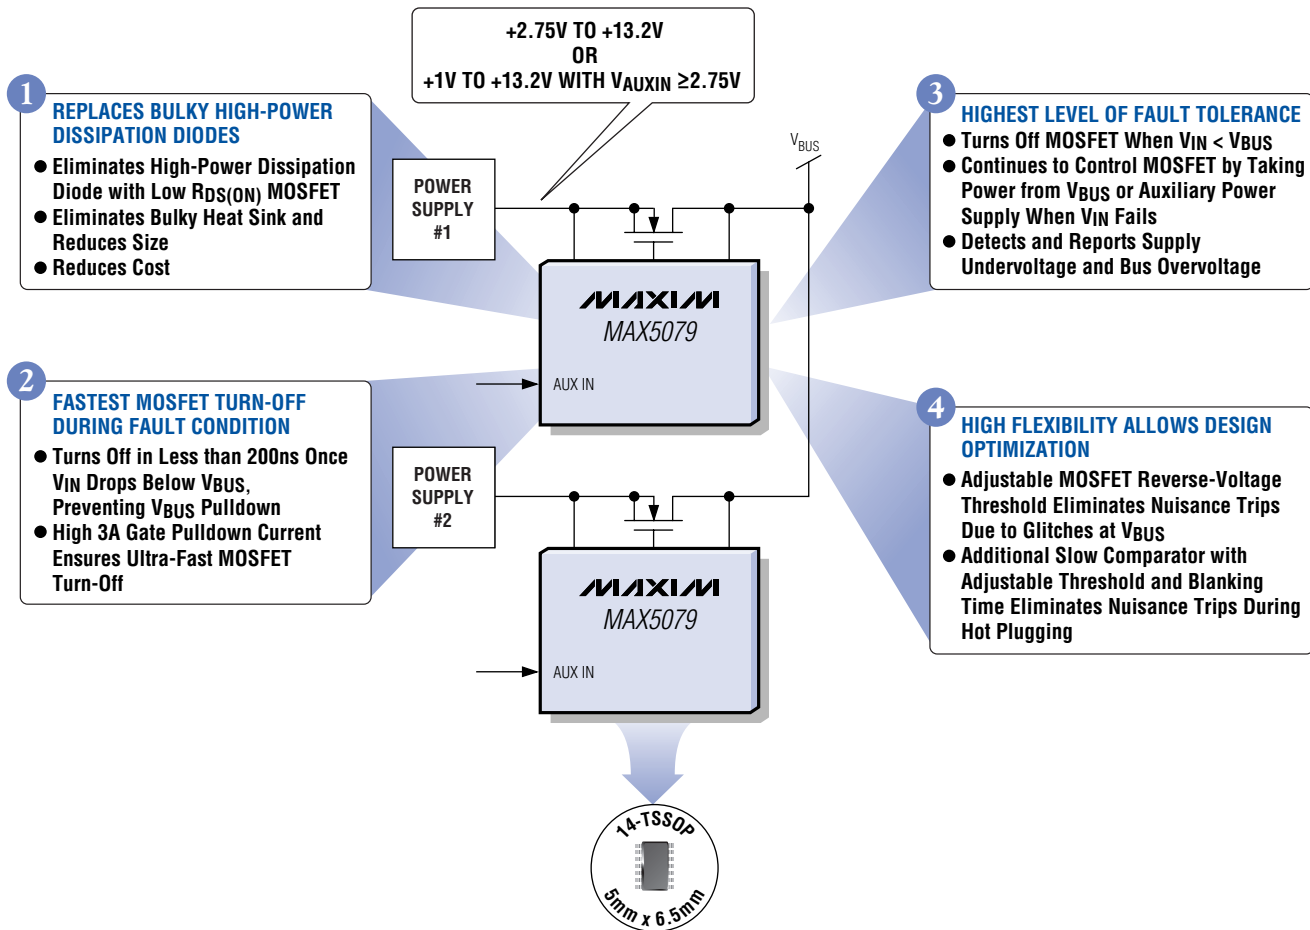 +2.75V TO +13.2V
OR
+1V TO +13.2V WITH VAUXIN ≥2.75V
1
REPLACES BULKY HIGH-POWER
DISSIPATION DIODES
● Eliminates High-Power Dissipation
Diode with Low RDS(ON) MOSFET
● Eliminates Bulky Heat Sink and
Reduces Size
● Reduces Cost
2
FASTEST MOSFET TURN-OFF
DURING FAULT CONDITION
● Turns Off in Less than 200ns Once
VIN Drops Below VBUS,
Preventing VBUS Pulldown
● High 3A Gate Pulldown Current
Ensures Ultra-Fast MOSFET
Turn-Off
POWER
SUPPLY
#1
VBUS
MAXIM
MAX5079
AUX IN
POWER
SUPPLY
#2
MAXIM
MAX5079
AUX IN
3
HIGHEST LEVEL OF FAULT TOLERANCE
● Turns Off MOSFET When VIN < VBUS
● Continues to Control MOSFET by Taking
Power from VBUS or Auxiliary Power
Supply When VIN Fails
● Detects and Reports Supply
Undervoltage and Bus Overvoltage
4
HIGH FLEXIBILITY ALLOWS DESIGN
OPTIMIZATION
● Adjustable MOSFET Reverse-Voltage
Threshold Eliminates Nuisance Trips
Due to Glitches at VBUS
● Additional Slow Comparator with
Adjustable Threshold and Blanking
Time Eliminates Nuisance Trips During
Hot Plugging
14-TSSOP
5mm x 6.5mm